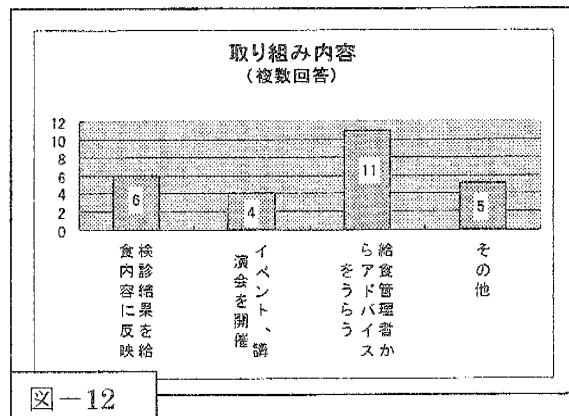 取り組み内容
(複数回答)
12
10
8
6
4
2
0
6
4
11
5
検診結果を給
食内容に反映
イベント、講
演会を開催
給食管理者か
らアドバイス
をうらう
その他
図－12